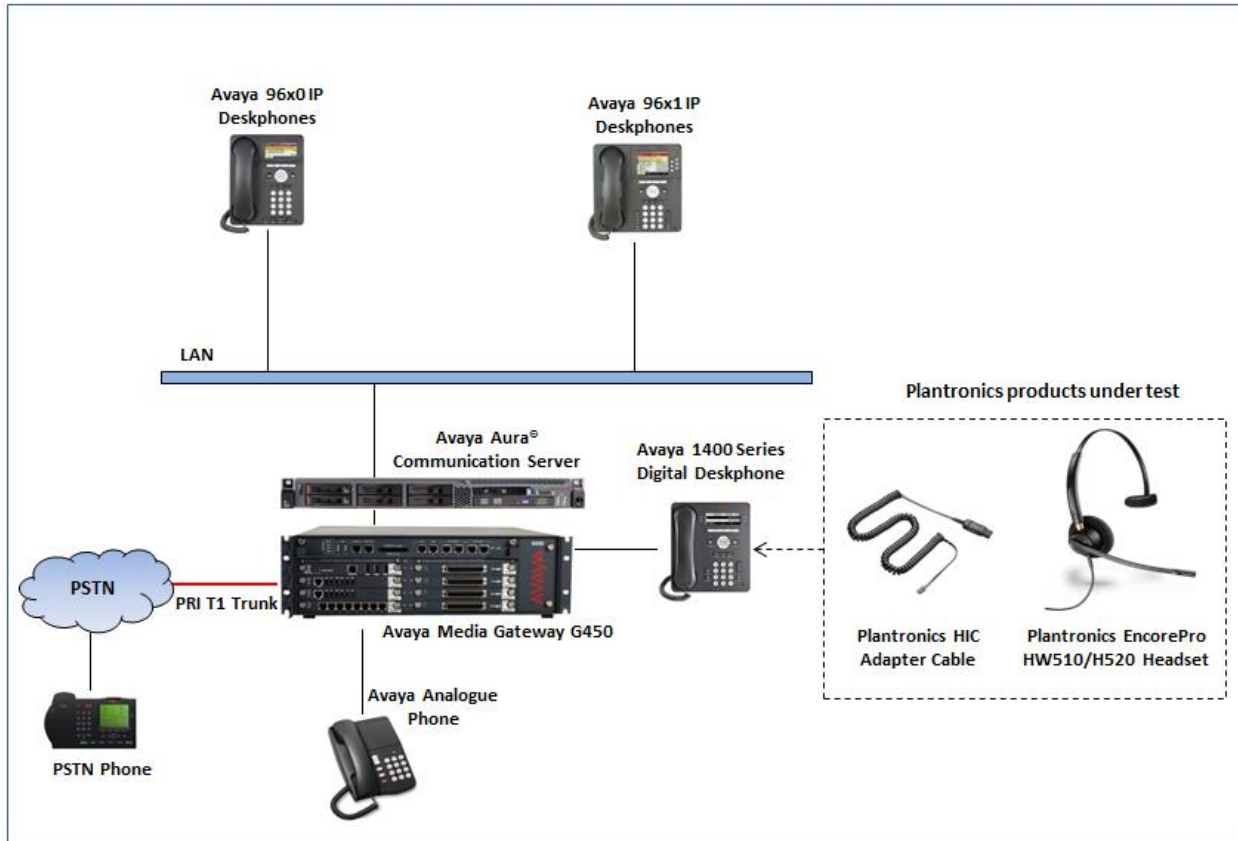 Avaya 96x0 IP
Deskphones
Avaya 96x1 IP
Deskphones
LAN
Plantronics products under test
Avaya Aura®
Communication Server
Avaya 1400 Series
Digital Deskphone
AVAYA
PSTN
PRI T1 Trunk
Avaya Media Gateway G450
Plantronics HIC
Adapter Cable
Plantronics EncorePro
HW510/H520 Headset
Avaya Analogue
Phone
PSTN Phone